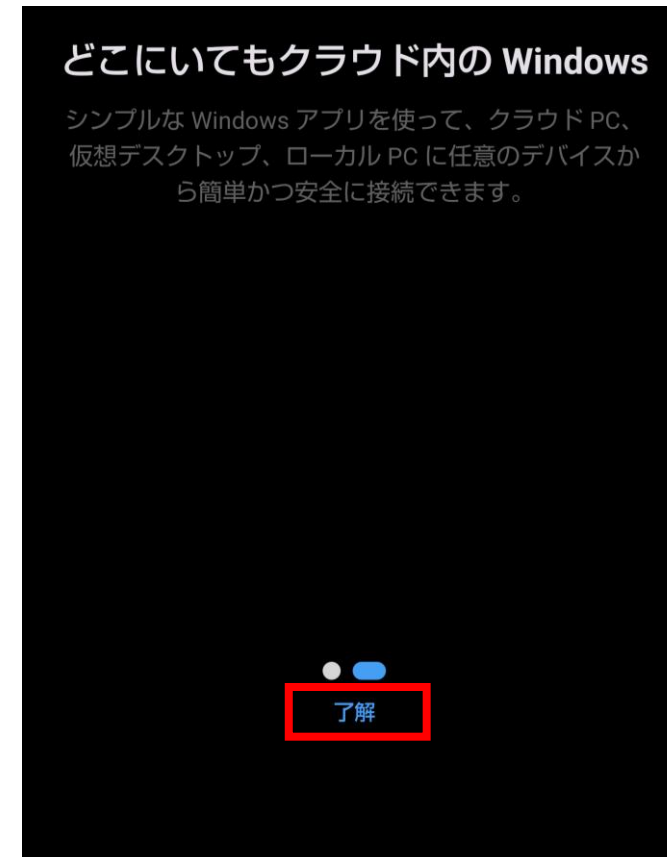 どこにいてもクラウド内の Windows
シンプルな Windows アプリを使って、クラウド PC、
仮想デスクトップ、ローカル PC に任意のデバイスか
ら簡単かつ安全に接続できます。
了解